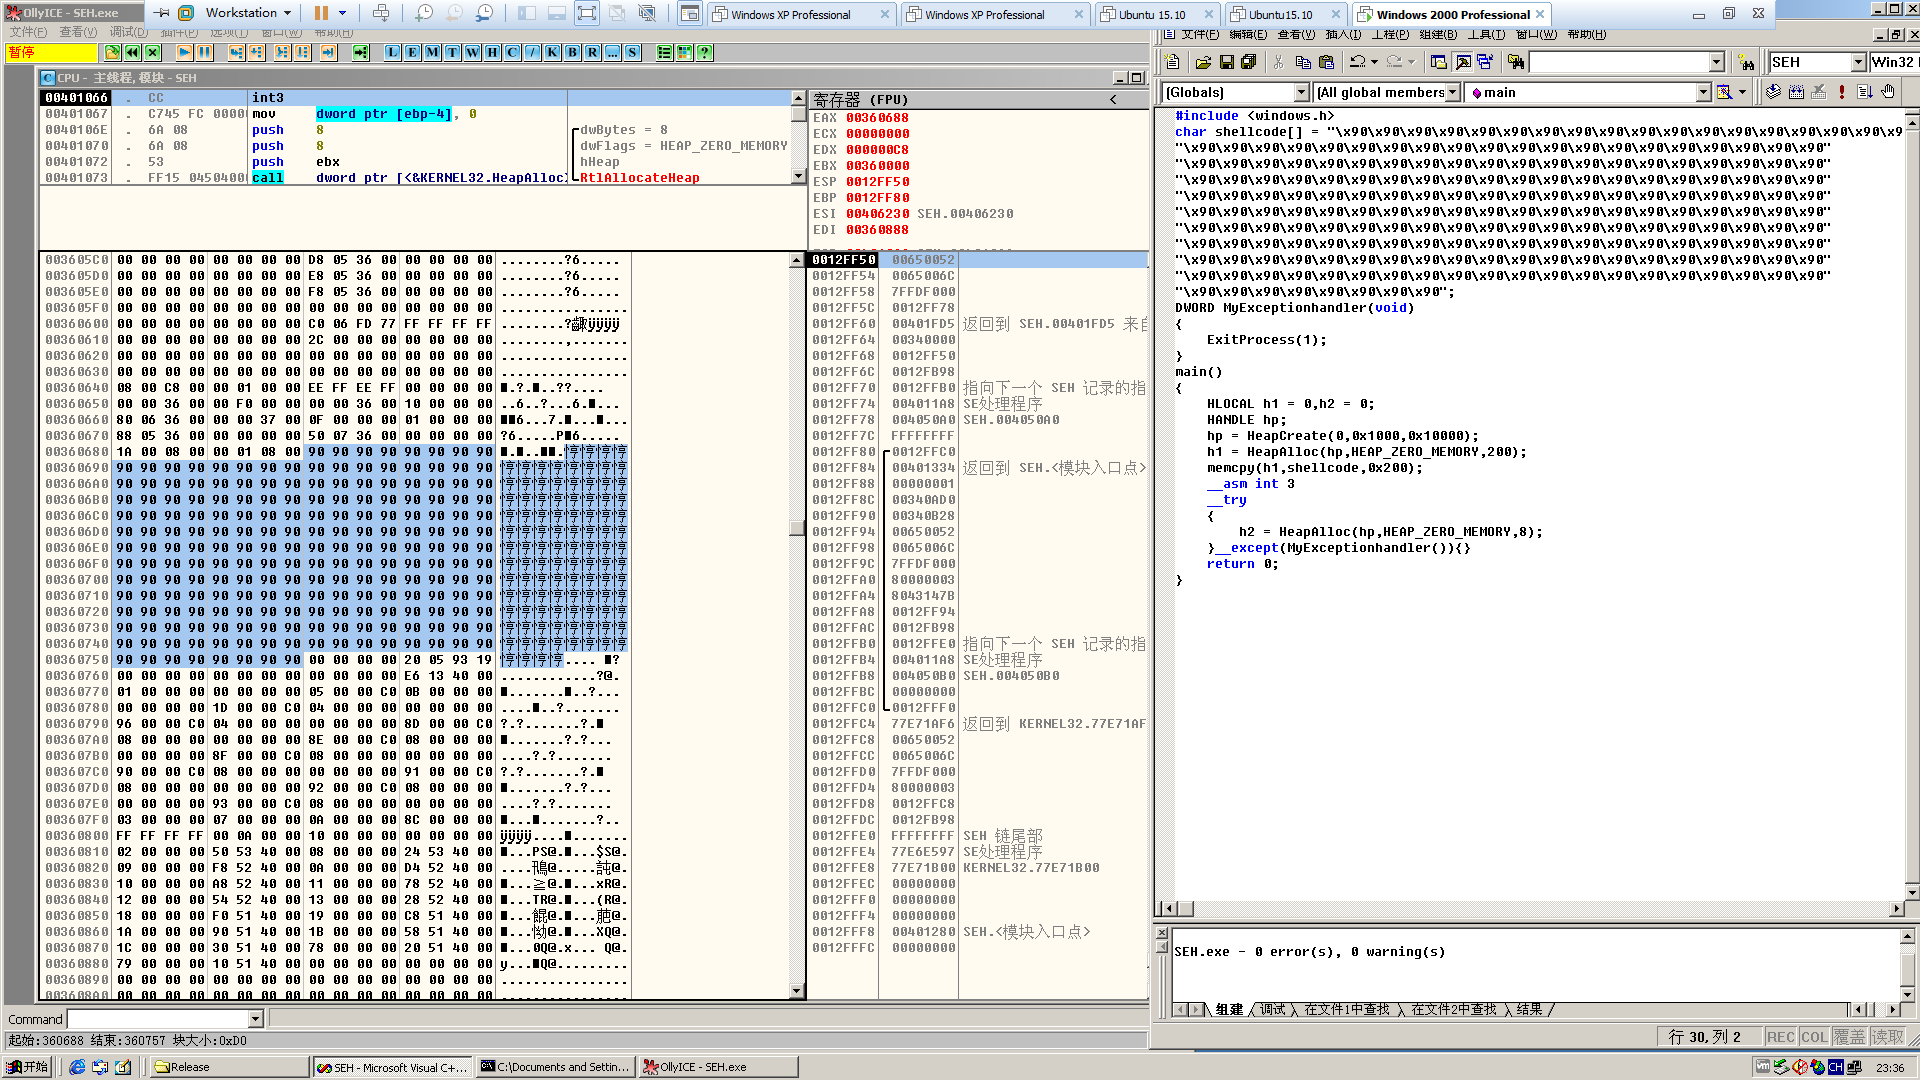 OllyICE - SEH.exe
Windows(W)
Windows XP Professional
Windows XP Professional
Ubuntu 15.10
Ubuntu15.10
Windows 2000 Professional
文件(F) 查看(V) 调试(D) 插件(P) 选项(T) 窗口(W) 帮助(H)
暂停
L E M T W H C / K B R ... S
CPU - 主线程, 模块 - SEH
00401066 . CC int3
00401067 . C745 FC 0000 mov dword ptr [ebp-4], 0
0040106E . 6A 08 push 8 dwBytes = 8
00401070 . 6A 08 push 8 dwFlags = HEAP_ZERO_MEMORY
00401072 . 53 push ebx hHeap
00401073 . FF15 0450400 call dword ptr [<&KERNEL32.HeapAlloc> RtlAllocateHeap
寄存器 (FPU)
EAX 00360688
ECX 00000000
EDX 000000C8
EBX 00360000
ESP 0012FF50
EBP 0012FF80
ESI 00406230 SEH.00406230
EDI 00360888
003605C0 00 00 00 00 00 00 00 00 D8 05 36 00 00 00 00 00
003605D0 00 00 00 00 00 00 00 00 E8 05 36 00 00 00 00 00
003605E0 00 00 00 00 00 00 00 00 F8 05 36 00 00 00 00 00
003605F0 00 00 00 00 00 00 00 00 00 00 00 00 00 00 00 00
00360600 00 00 00 00 00 00 00 00 C0 06 FD 77 FF FF FF FF
00360610 00 00 00 00 00 00 00 00 2C 00 00 00 00 00 00 00
00360620 00 00 00 00 00 00 00 00 00 00 00 00 00 00 00 00
00360630 00 00 00 00 00 00 00 00 00 00 00 00 00 00 00 00
00360640 08 00 C8 00 00 01 00 00 EE FF EE FF 00 00 00 00
00360650 00 00 36 00 00 F0 00 00 00 00 36 00 10 00 00 00
00360660 80 06 36 00 00 00 37 00 0F 00 00 00 01 00 00 00
00360670 88 05 36 00 00 00 00 00 50 07 36 00 00 00 00 00
00360680 1A 00 08 00 00 01 08 00 90 90 90 90 90 90 90 90
00360690 90 90 90 90 90 90 90 90 90 90 90 90 90 90 90 90
003606A0 90 90 90 90 90 90 90 90 90 90 90 90 90 90 90 90
003606B0 90 90 90 90 90 90 90 90 90 90 90 90 90 90 90 90
003606C0 90 90 90 90 90 90 90 90 90 90 90 90 90 90 90 90
003606D0 90 90 90 90 90 90 90 90 90 90 90 90 90 90 90 90
003606E0 90 90 90 90 90 90 90 90 90 90 90 90 90 90 90 90
003606F0 90 90 90 90 90 90 90 90 90 90 90 90 90 90 90 90
00360700 90 90 90 90 90 90 90 90 90 90 90 90 90 90 90 90
00360710 90 90 90 90 90 90 90 90 90 90 90 90 90 90 90 90
00360720 90 90 90 90 90 90 90 90 90 90 90 90 90 90 90 90
00360730 90 90 90 90 90 90 90 90 90 90 90 90 90 90 90 90
00360740 90 90 90 90 90 90 90 90 90 90 90 90 90 90 90 90
00360750 90 90 90 90 90 90 90 90 00 00 00 00 20 05 93 19
00360760 00 00 00 00 00 00 00 00 00 00 00 00 E6 13 40 00
00360770 01 00 00 00 00 00 00 00 05 00 00 C0 0B 00 00 00
00360780 00 00 00 00 1D 00 00 C0 04 00 00 00 00 00 00 00
00360790 96 00 00 C0 04 00 00 00 00 00 00 00 8D 00 00 C0
003607A0 08 00 00 00 00 00 00 00 8E 00 00 C0 08 00 00 00
003607B0 00 00 00 00 8F 00 00 C0 08 00 00 00 00 00 00 00
003607C0 90 00 00 C0 08 00 00 00 00 00 00 00 91 00 00 C0
003607D0 08 00 00 00 00 00 00 00 92 00 00 C0 08 00 00 00
003607E0 00 00 00 00 93 00 00 C0 08 00 00 00 00 00 00 00
003607F0 03 00 00 00 07 00 00 00 0A 00 00 00 8C 00 00 00
00360800 FF FF FF FF 00 0A 00 00 10 00 00 00 00 00 00 00
00360810 02 00 00 00 50 53 40 00 08 00 00 00 24 53 40 00
00360820 09 00 00 00 F8 52 40 00 0A 00 00 00 D4 52 40 00
00360830 10 00 00 00 A8 52 40 00 11 00 00 00 78 52 40 00
00360840 12 00 00 00 54 52 40 00 13 00 00 00 28 52 40 00
00360850 18 00 00 00 F0 51 40 00 19 00 00 00 C8 51 40 00
00360860 1A 00 00 00 90 51 40 00 1B 00 00 00 58 51 40 00
00360870 1C 00 00 00 30 51 40 00 78 00 00 00 20 51 40 00
00360880 79 00 00 00 10 51 40 00 00 00 00 00 00 00 00 00
00360890 00 00 00 00 00 00 00 00 00 00 00 00 00 00 00 00
003608A0 00 00 00 00 00 00 00 00 00 00 00 00 00 00 00 00
0012FF50 00650052
0012FF54 0065006C
0012FF58 7FFDF000
0012FF5C 0012FF78
0012FF60 00401FD5 返回到 SEH.00401FD5 来自
0012FF64 00340000
0012FF68 0012FF50
0012FF6C 0012FB98
0012FF70 0012FFB0 指向下一个 SEH 记录的指
0012FF74 004011A8 SE处理程序
0012FF78 004050A0 SEH.004050A0
0012FF7C FFFFFFFF
0012FF80 0012FFC0
0012FF84 00401334 返回到 SEH.<模块入口点>
0012FF88 00000001
0012FF8C 00340AD0
0012FF90 00340B28
0012FF94 00650052
0012FF98 0065006C
0012FF9C 7FFDF000
0012FFA0 80000003
0012FFA4 8043147B
0012FFA8 0012FF94
0012FFAC 0012FB98
0012FFB0 0012FFE0 指向下一个 SEH 记录的指
0012FFB4 004011A8 SE处理程序
0012FFB8 004050B0 SEH.004050B0
0012FFBC 00000000
0012FFC0 0012FFF0
0012FFC4 77E71AF6 返回到 KERNEL32.77E71AF
0012FFC8 00650052
0012FFCC 0065006C
0012FFD0 7FFDF000
0012FFD4 80000003
0012FFD8 0012FFC8
0012FFDC 0012FB98
0012FFE0 FFFFFFFF SEH 链尾部
0012FFE4 77E6E597 SE处理程序
0012FFE8 77E71B00 KERNEL32.77E71B00
0012FFEC 00000000
0012FFF0 00000000
0012FFF4 00000000
0012FFF8 00401280 SEH.<模块入口点>
0012FFFC 00000000
Command
起始:360688 结束:360757 块大小:0xD0
文件(F) 编辑(E) 查看(V) 插入(I) 工程(P) 组建(B) 工具(T) 窗口(W) 帮助(H)
SEH Win32
(Globals) (All global members main
#include <windows.h>
char shellcode[] = "\x90\x90\x90\x90\x90\x90\x90\x90\x90\x90\x90\x90\x90\x90\x90\x90\x90\x9
"\x90\x90\x90\x90\x90\x90\x90\x90\x90\x90\x90\x90\x90\x90\x90\x90\x90\x90\x90\x90"
"\x90\x90\x90\x90\x90\x90\x90\x90\x90\x90\x90\x90\x90\x90\x90\x90\x90\x90\x90\x90"
"\x90\x90\x90\x90\x90\x90\x90\x90\x90\x90\x90\x90\x90\x90\x90\x90\x90\x90\x90\x90"
"\x90\x90\x90\x90\x90\x90\x90\x90\x90\x90\x90\x90\x90\x90\x90\x90\x90\x90\x90\x90"
"\x90\x90\x90\x90\x90\x90\x90\x90\x90\x90\x90\x90\x90\x90\x90\x90\x90\x90\x90\x90"
"\x90\x90\x90\x90\x90\x90\x90\x90\x90\x90\x90\x90\x90\x90\x90\x90\x90\x90\x90\x90"
"\x90\x90\x90\x90\x90\x90\x90\x90\x90\x90\x90\x90\x90\x90\x90\x90\x90\x90\x90\x90"
"\x90\x90\x90\x90\x90\x90\x90\x90\x90\x90\x90\x90\x90\x90\x90\x90\x90\x90\x90\x90"
"\x90\x90\x90\x90\x90\x90\x90\x90\x90\x90\x90\x90\x90\x90\x90\x90\x90\x90\x90\x90"
"\x90\x90\x90\x90\x90\x90\x90\x90";
DWORD MyExceptionhandler(void)
{
ExitProcess(1);
}
main()
{
HLOCAL h1 = 0,h2 = 0;
HANDLE hp;
hp = HeapCreate(0,0x1000,0x10000);
h1 = HeapAlloc(hp,HEAP_ZERO_MEMORY,200);
memcpy(h1,shellcode,0x200);
__asm int 3
__try
{
h2 = HeapAlloc(hp,HEAP_ZERO_MEMORY,8);
}__except(MyExceptionhandler()){}
return 0;
}
SEH.exe - 0 error(s), 0 warning(s)
组建 调试 在文件1中查找 在文件2中查找 结果
行 30, 列 2 REC COL 覆盖 读取
开始 Release SEH - Microsoft Visual C+... C:\Documents and Settin... OllyICE - SEH.exe CH 23:36